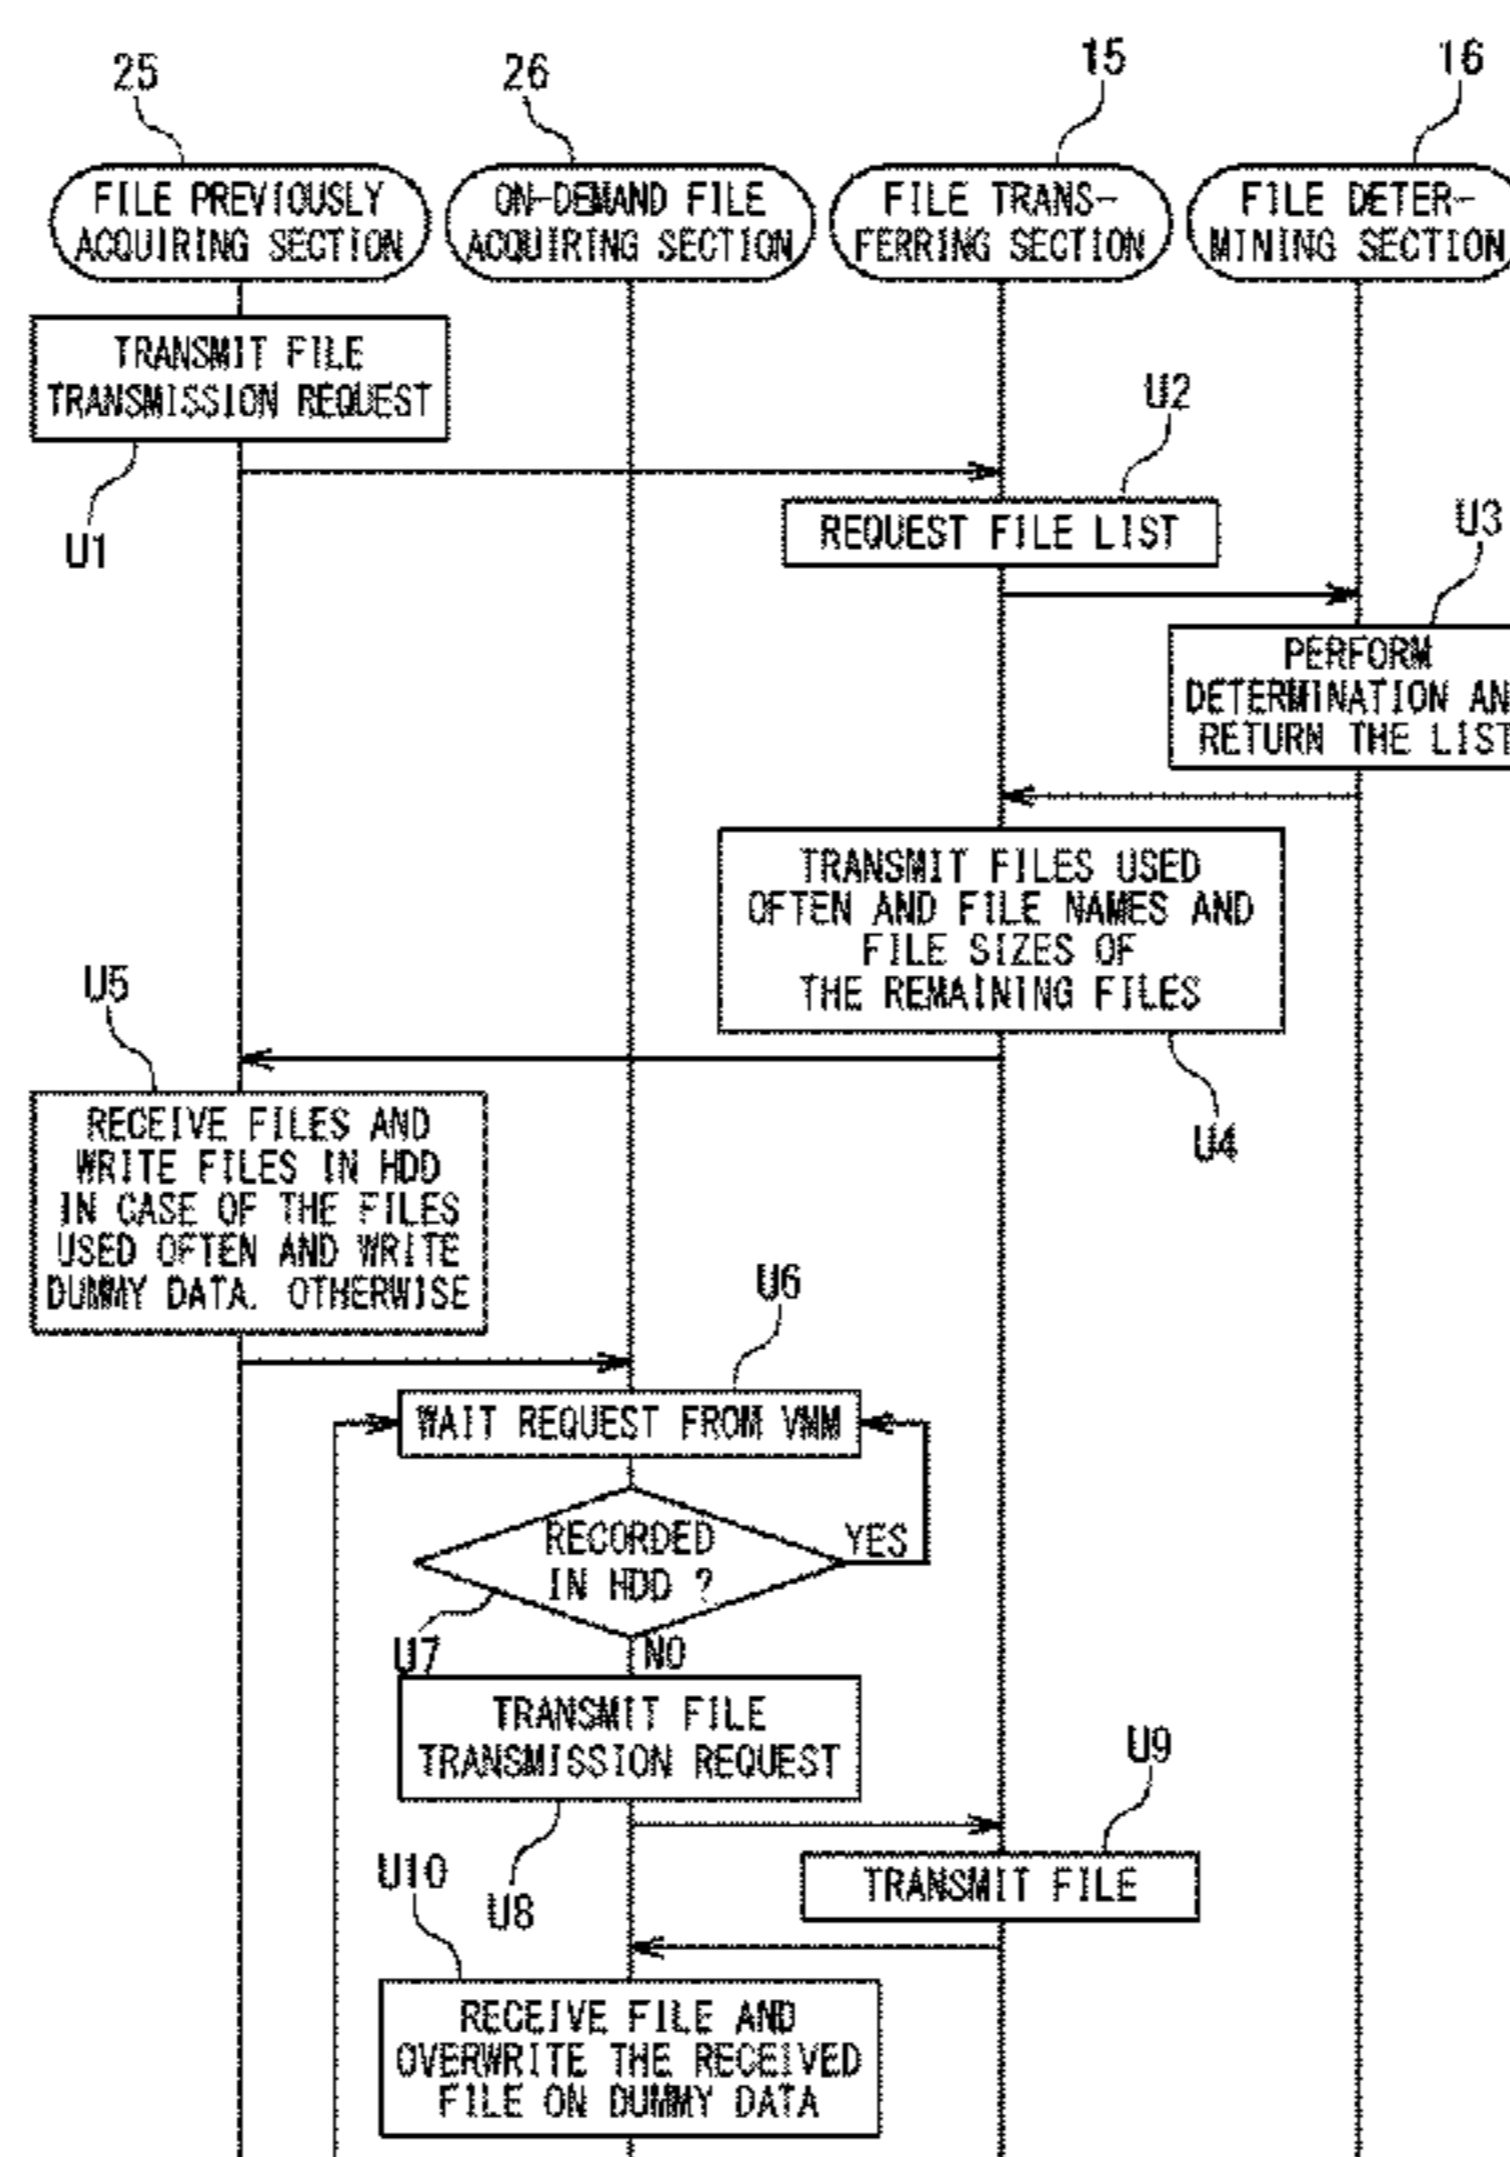 25
26
15
16
FILE PREVIOUSLY
ACQUIRING SECTION
ON-DEMAND FILE
ACQUIRING SECTION
FILE TRANS-
FERRING SECTION
FILE DETER-
MINING SECTION
TRANSMIT FILE
TRANSMISSION REQUEST
U1
U2
REQUEST FILE LIST
U3
PERFORM
DETERMINATION AN
RETURN THE LIST
TRANSMIT FILES USED
OFTEN AND FILE NAMES AND
FILE SIZES OF
THE REMAINING FILES
U4
U5
RECEIVE FILES AND
WRITE FILES IN HDD
IN CASE OF THE FILES
USED OFTEN AND WRITE
DUMMY DATA, OTHERWISE
U6
WAIT REQUEST FROM VMM
RECORDED
IN HDD ?
YES
U7
NO
TRANSMIT FILE
TRANSMISSION REQUEST
U8
U9
TRANSMIT FILE
U10
RECEIVE FILE AND
OVERWRITE THE RECEIVED
FILE ON DUMMY DATA